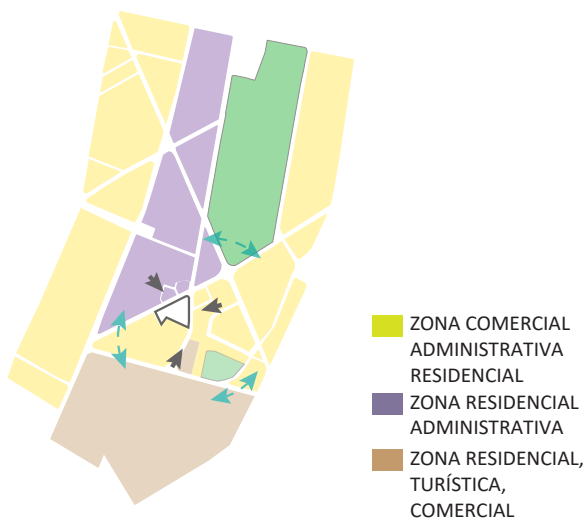 ZONA COMERCIAL
ADMINISTRATIVA
RESIDENCIAL
ZONA RESIDENCIAL
ADMINISTRATIVA
ZONA RESIDENCIAL,
TURÍSTICA,
COMERCIAL